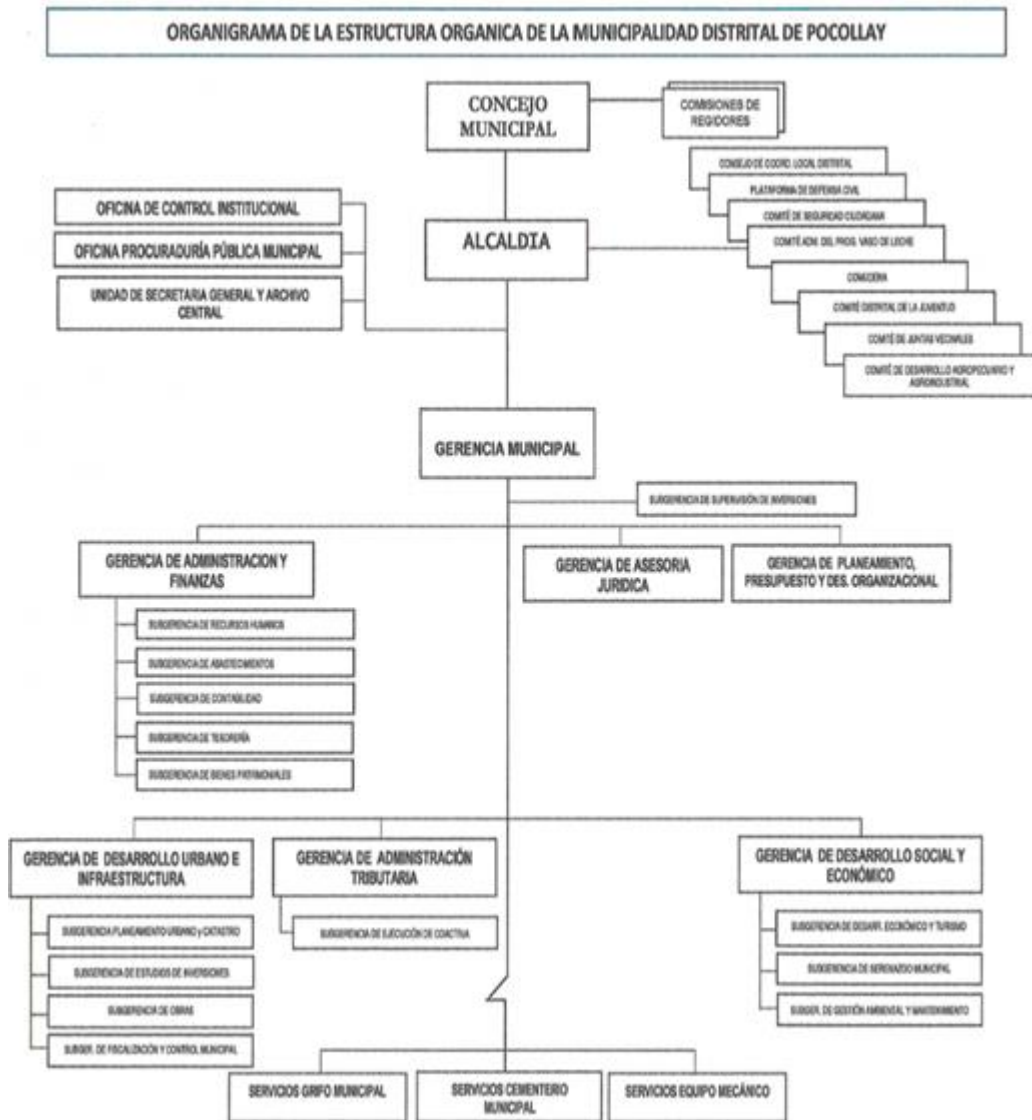 ORGANIGRAMA DE LA ESTRUCTURA ORGANICA DE LA MUNICIPALIDAD DISTRITAL DE POCOLLAY
CONCEJO
MUNICIPAL
COMISIONES DE
REGIDORES
CONSEJO DE COORD. LOCAL DISTRITAL
PLATAFORMA DE DEFENSA CIVIL
COMITÉ DE SEGURIDAD CIUDADANA
COMITÉ ADM. DEL PROG. VASO DE LECHE
COMUDENA
COMITÉ DISTRITAL DE LA JUVENTUD
COMITÉ DE JUNTAS VECINALES
COMITÉ DE DESARROLLO AGROPECUARIO Y
AGROINDUSTRIAL
OFICINA DE CONTROL INSTITUCIONAL
OFICINA PROCURADURÍA PÚBLICA MUNICIPAL
UNIDAD DE SECRETARIA GENERAL Y ARCHIVO
CENTRAL
ALCALDIA
GERENCIA MUNICIPAL
SUBGERENCIA DE SUPERVISIÓN DE INVERSIONES
GERENCIA DE ADMINISTRACION Y
FINANZAS
GERENCIA DE ASESORIA
JURIDICA
GERENCIA DE PLANEAMIENTO,
PRESUPUESTO Y DES. ORGANIZACIONAL
SUBGERENCIA DE RECURSOS HUMANOS
SUBGERENCIA DE ABASTECIMIENTOS
SUBGERENCIA DE CONTABILIDAD
SUBGERENCIA DE TESORERÍA
SUBGERENCIA DE BIENES PATRIMONIALES
GERENCIA DE DESARROLLO URBANO E
INFRAESTRUCTURA
GERENCIA DE ADMINISTRACIÓN
TRIBUTARIA
GERENCIA DE DESARROLLO SOCIAL Y
ECONÓMICO
SUBGERENCIA PLANEAMIENTO URBANO y CATASTRO
SUBGERENCIA DE ESTUDIOS DE INVERSIONES
SUBGERENCIA DE OBRAS
SUBGER. DE FISCALIZACIÓN Y CONTROL MUNICIPAL
SUBGERENCIA DE EJECUCIÓN DE COACTIVA
SUBGERENCIA DE DESARR. ECONÓMICO Y TURISMO
SUBGERENCIA DE SERENAZGO MUNICIPAL
SUBGER. DE GESTIÓN AMBIENTAL Y MANTENIMIENTO
SERVICIOS GRIFO MUNICIPAL
SERVICIOS CEMENTERIO
MUNICIPAL
SERVICIOS EQUIPO MECÁNICO